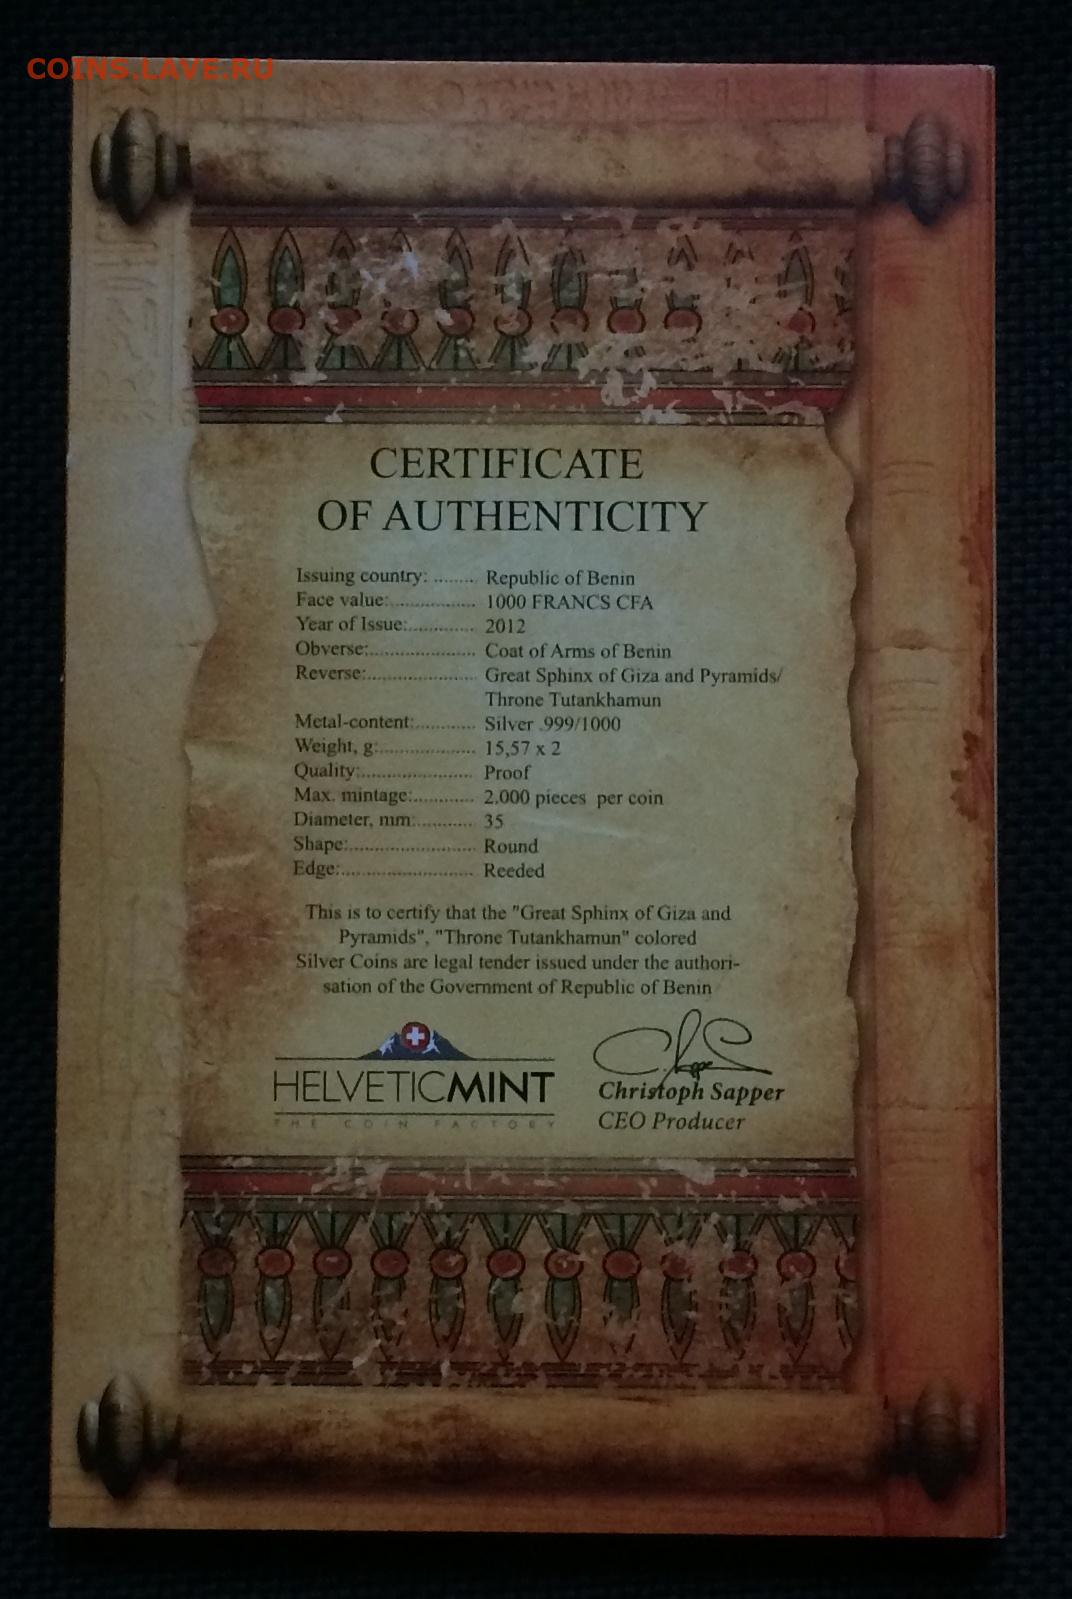 COINS.LAVE.RU
CERTIFICATE
OF AUTHENTICITY
Issuing country: ........ Republic of Benin
Face value:................. 1000 FRANCS CFA
Year of Issue:............. 2012
Obverse:...................... Coat of Arms of Benin
Reverse:...................... Great Sphinx of Giza and Pyramids/
Throne Tutankhamun
Metal-content:............ Silver .999/1000
Weight, g:.................... 15,57 x 2
Quality:....................... Proof
Max. mintage:............ 2.000 pieces per coin
Diameter, mm:............ 35
Shape:.......................... Round
Edge:........................... Reeded
This is to certify that the "Great Sphinx of Giza and
Pyramids", "Throne Tutankhamun" colored
Silver Coins are legal tender issued under the authori-
sation of the Government of Republic of Benin
HELVETICMINT
THE COIN FACTORY
Christoph Sapper
CEO Producer